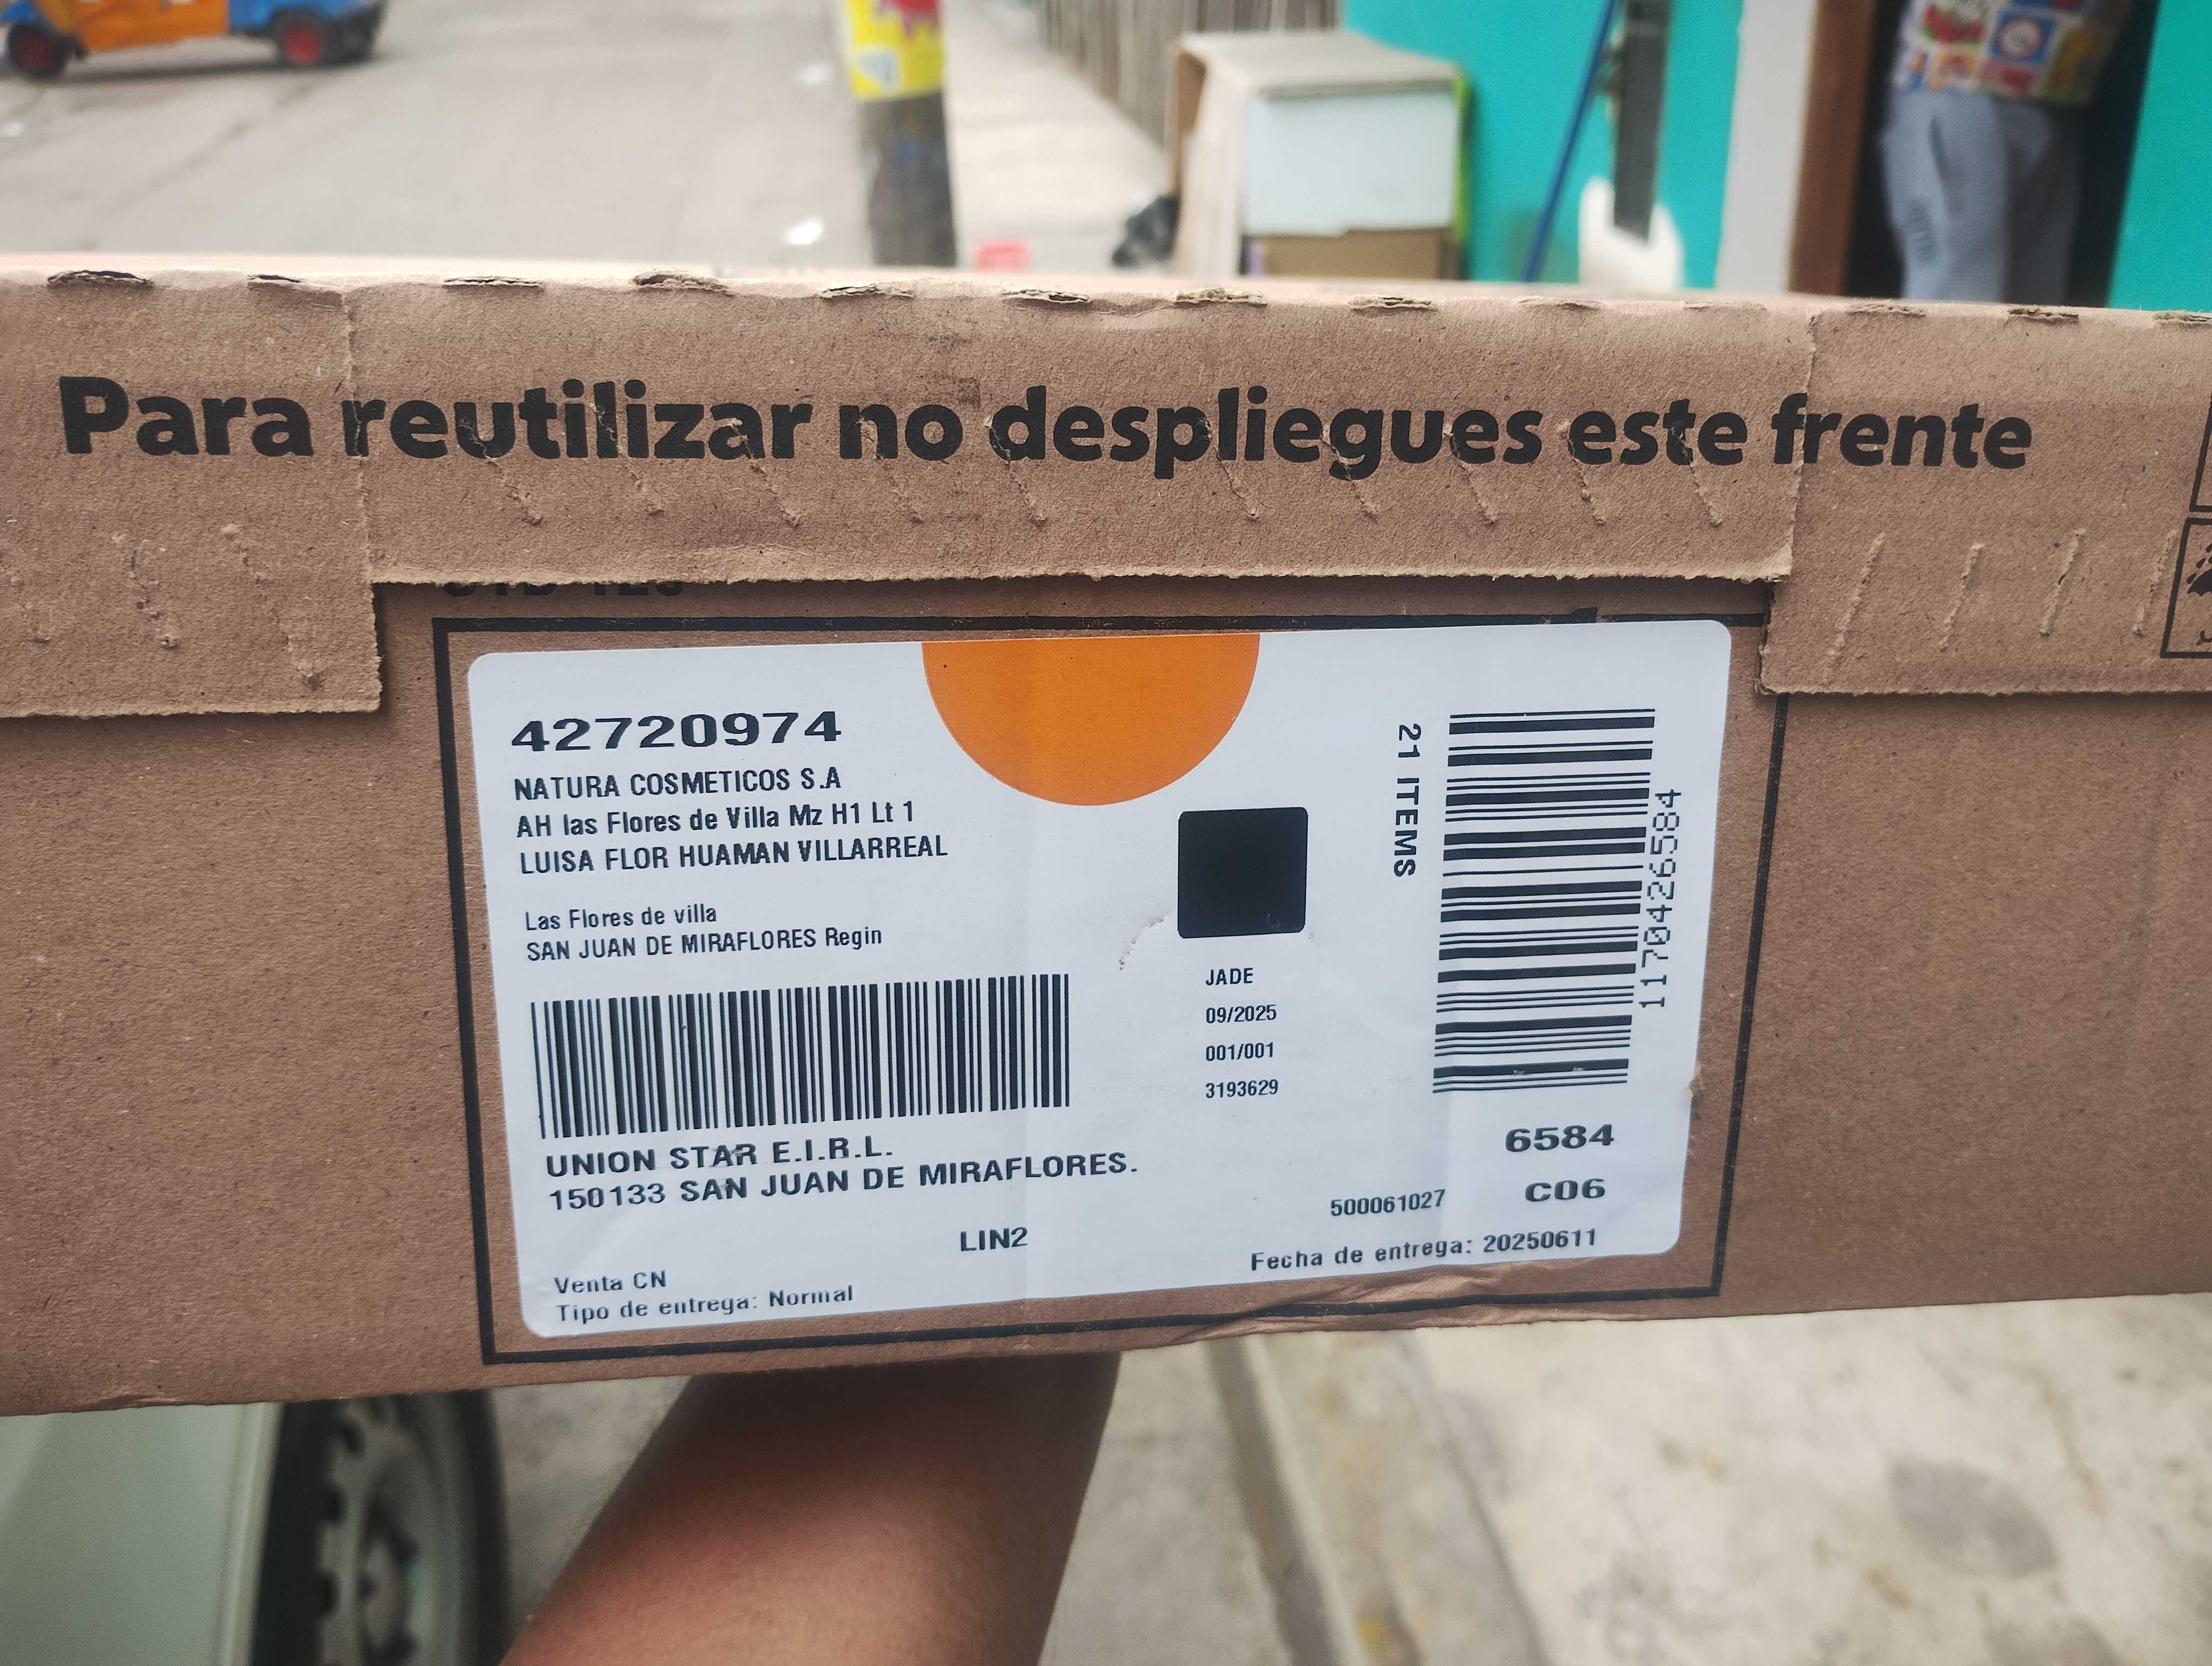 Para reutilizar no despliegues este frente
42720974
NATURA COSMETICOS S.A
AH las Flores de Villa Mz H1 Lt 1
LUISA FLOR HUAMAN VILLARREAL
Las Flores de villa
SAN JUAN DE MIRAFLORES Regin
UNION STAR E.I.R.L.
150133 SAN JUAN DE MIRAFLORES.
LIN2
Venta CN
Tipo de entrega: Normal
JADE
09/2025
001/001
3193629
21 ITEMS
1170426584
6584
C06
500061027
Fecha de entrega: 20250611